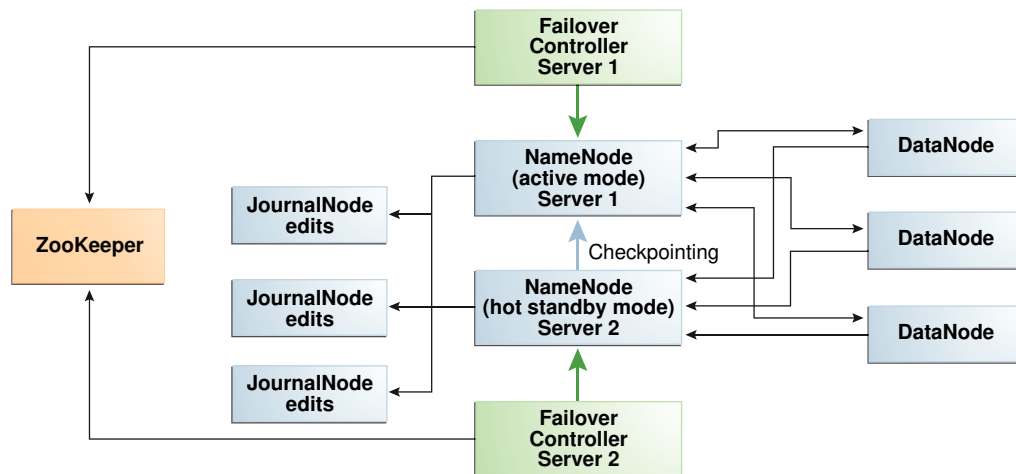 Failover
Controller
Server 1
NameNode
(active mode)
Server 1
DataNode
JournalNode
edits
ZooKeeper
DataNode
Checkpointing
NameNode
(hot standby mode)
Server 2
JournalNode
edits
DataNode
JournalNode
edits
Failover
Controller
Server 2